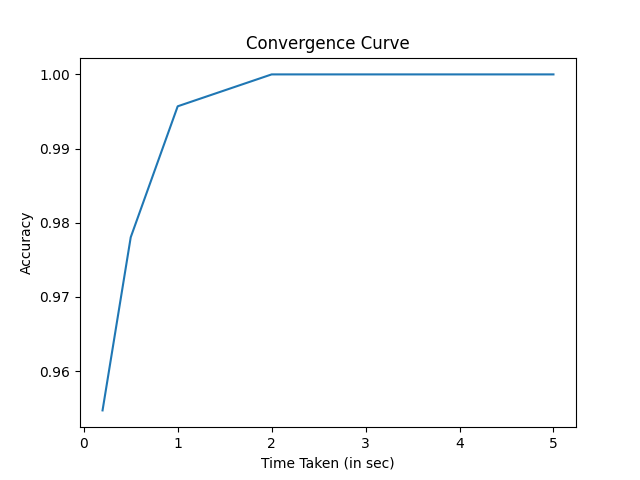 Convergence Curve
1.00
0.99
0.98
0.97
0.96
Accuracy
0 1 2 3 4 5
Time Taken (in sec)